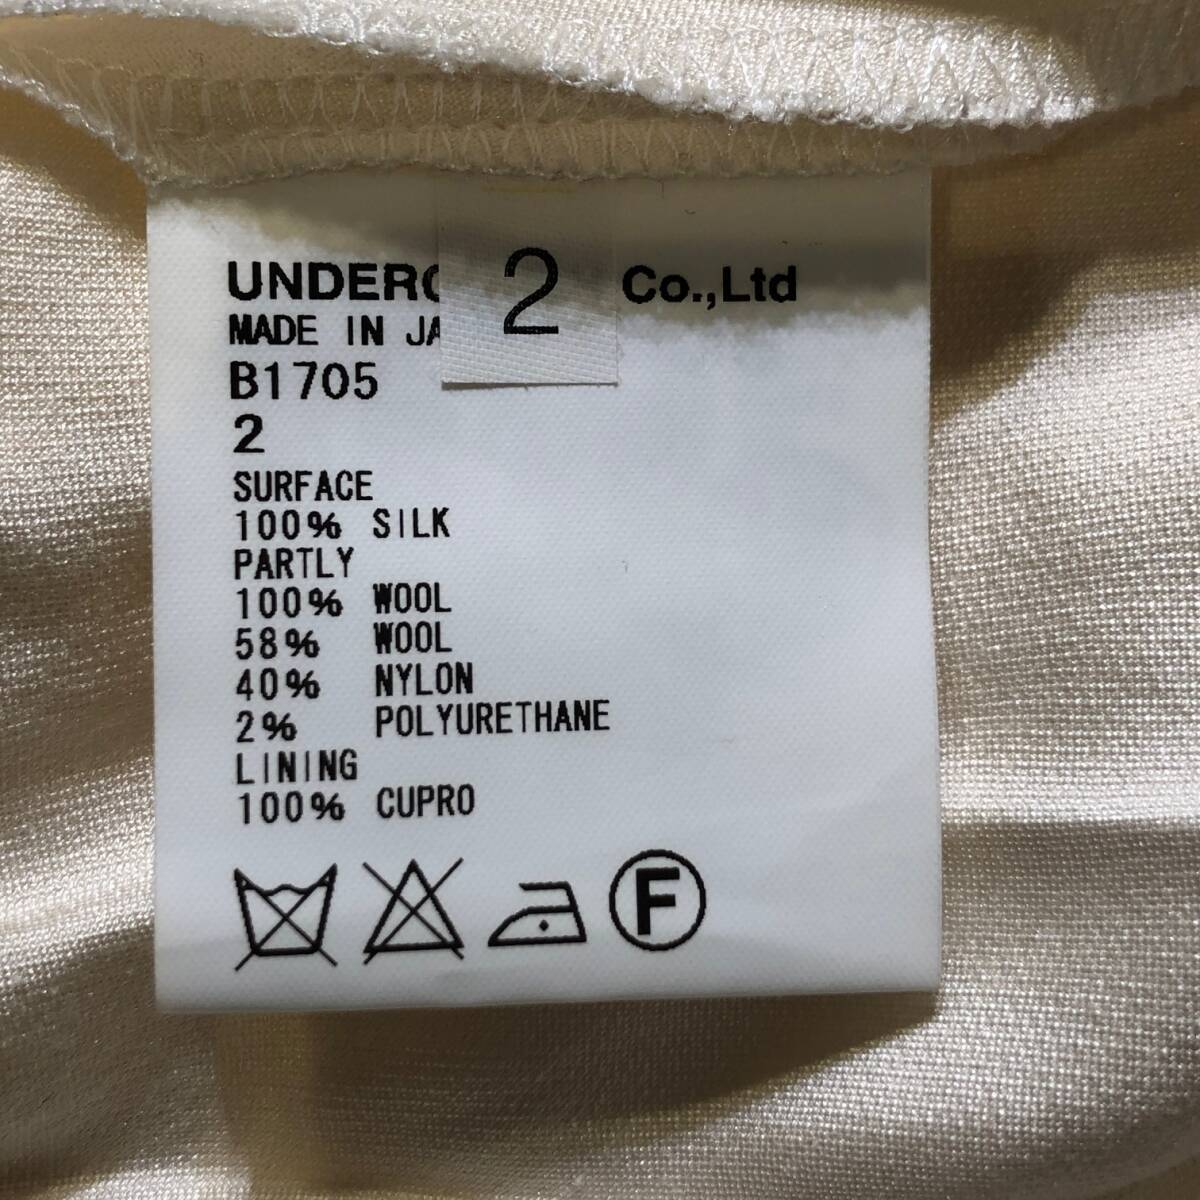 UNDERC 2 Co.,Ltd
MADE IN JA
B1705
2
SURFACE
100% SILK
PARTLY
100% WOOL
58% WOOL
40% NYLON
2% POLYURETHANE
LINING
100% CUPRO
F